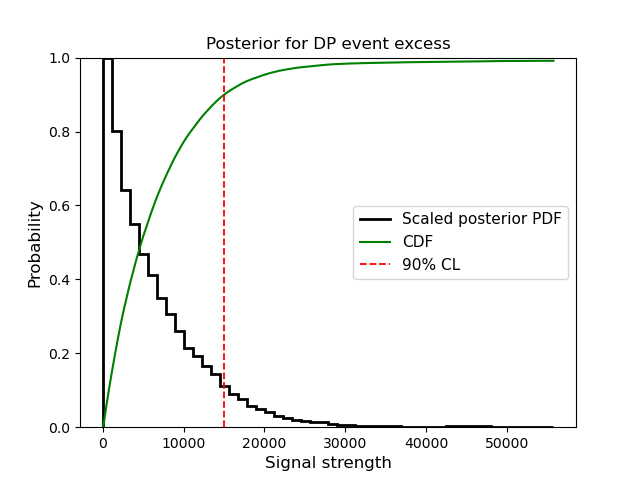 Posterior for DP event excess
1.0
0.8
0.6
0.4
0.2
0.0
Probability
Scaled posterior PDF
CDF
90% CL
0 10000 20000 30000 40000 50000
Signal strength